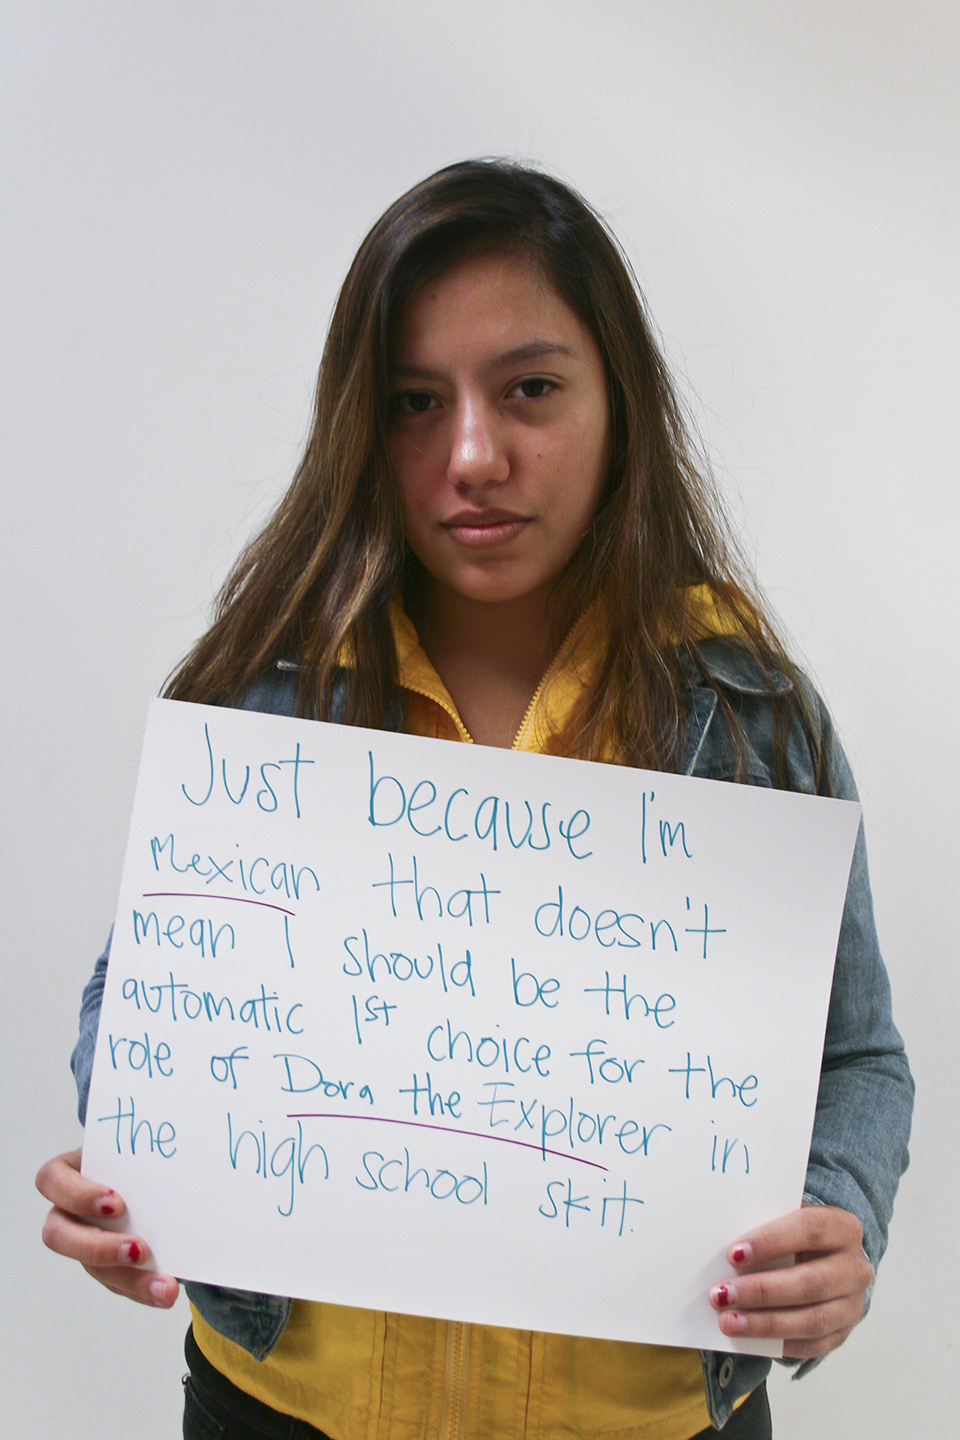 Just because I'm
Mexican that doesn't
mean I should be the
automatic 1st choice for the
role of Dora the Explorer in
the high school skit.